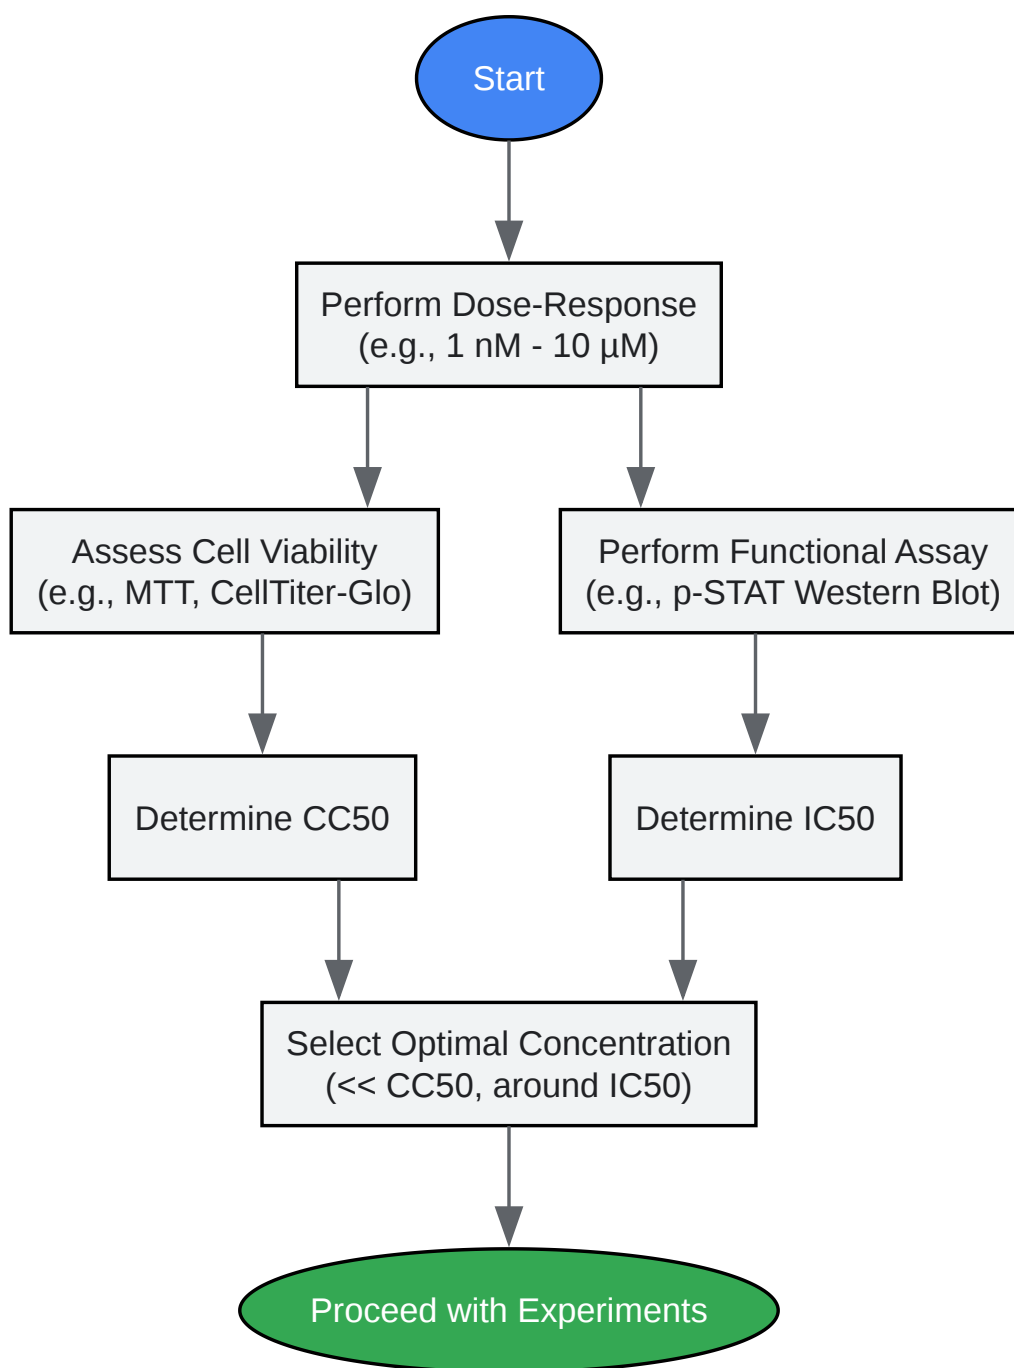 Start
Perform Dose-Response
(e.g., 1 nM - 10 µM)
Assess Cell Viability
(e.g., MTT, CellTiter-Glo)
Perform Functional Assay
(e.g., p-STAT Western Blot)
Determine CC50
Determine IC50
Select Optimal Concentration
(<< CC50, around IC50)
Proceed with Experiments